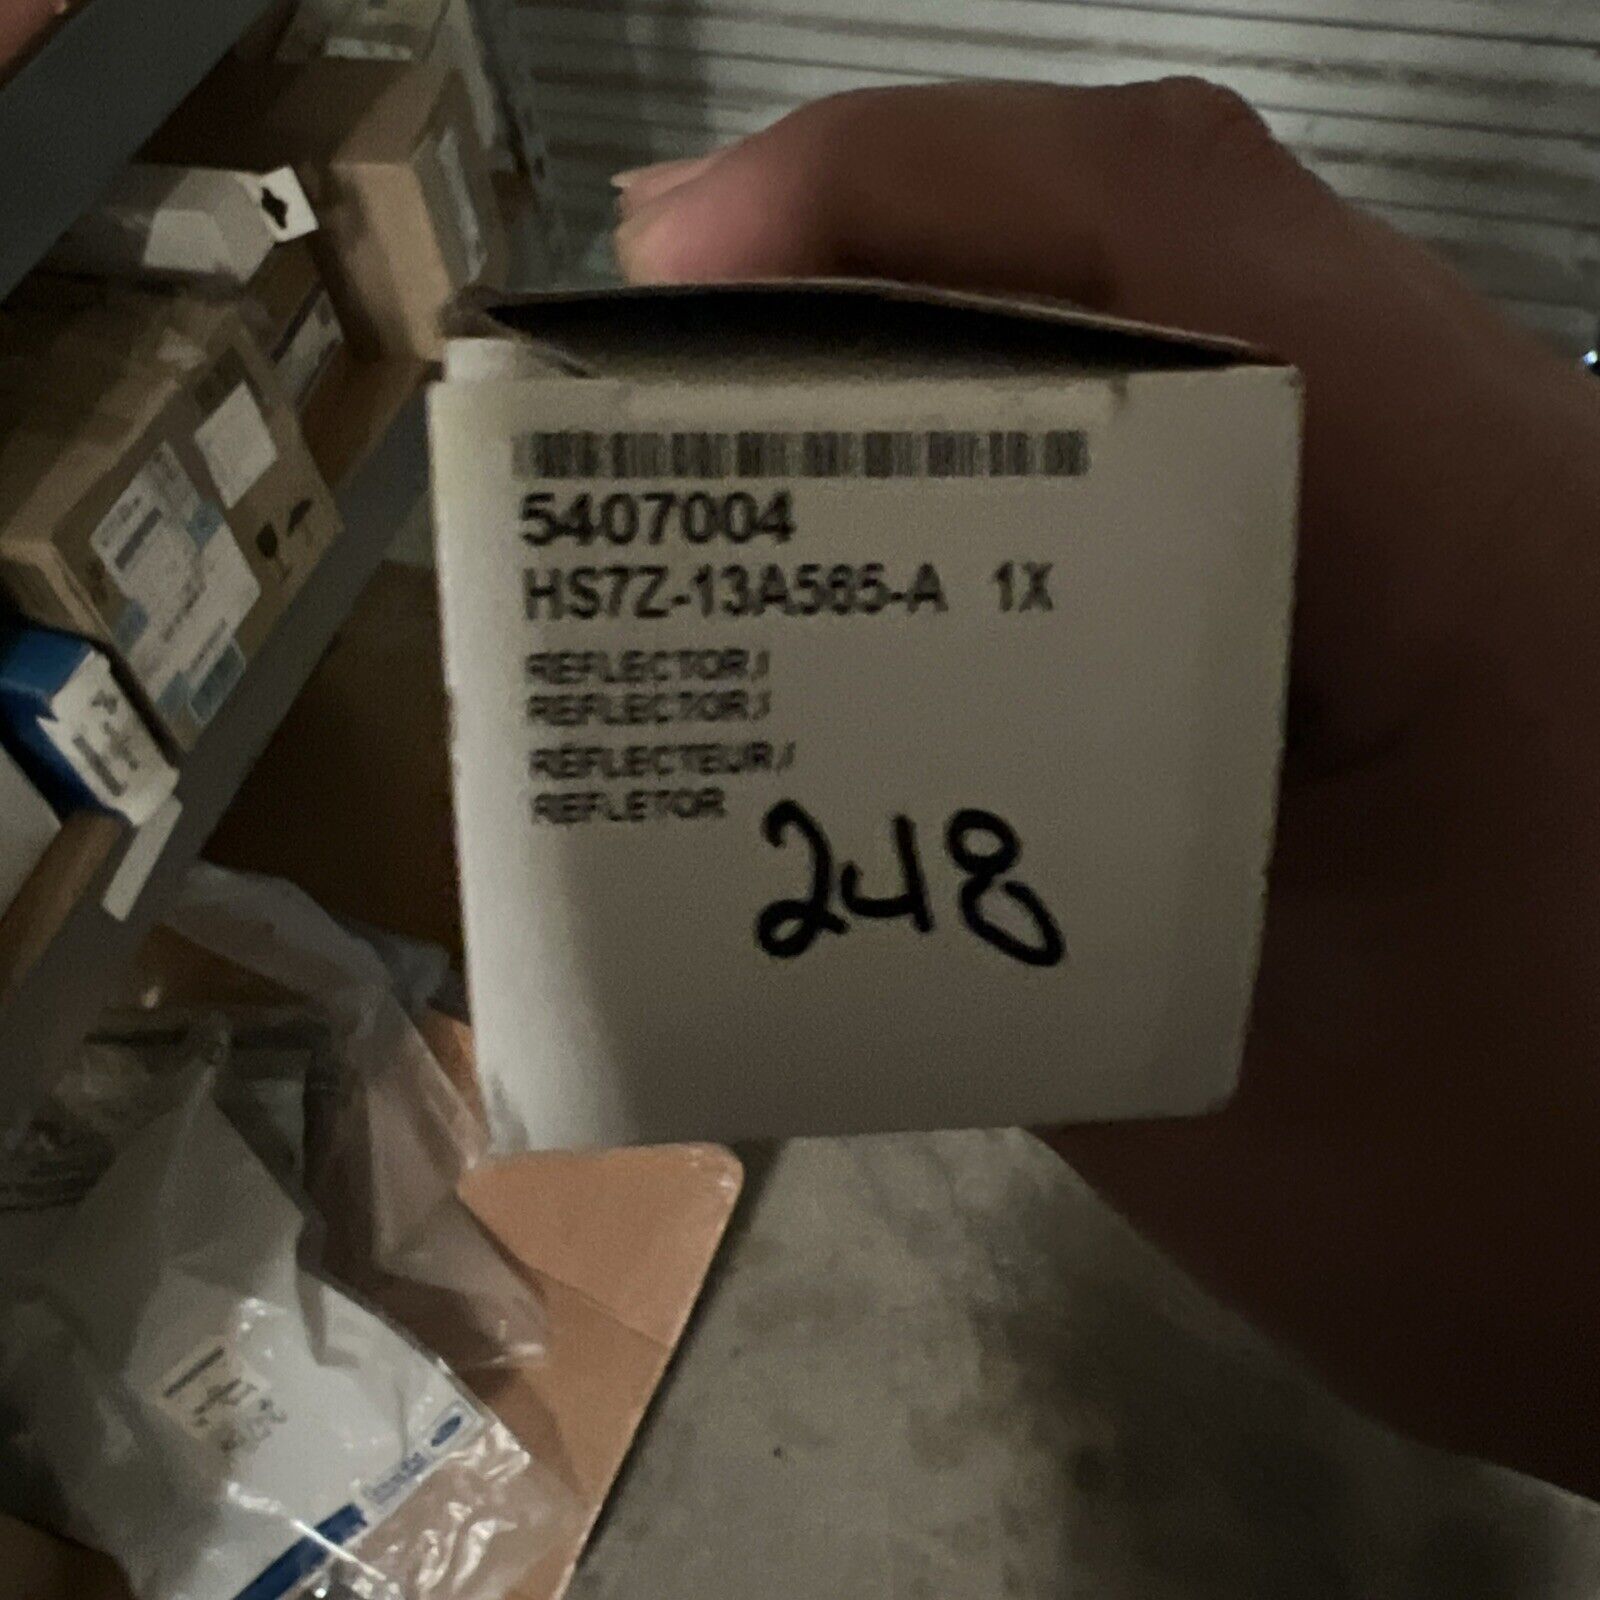 5407004
HS7Z-13A565-A 1X
REFLECTOR /
REFLECTOR /
RÉFLECTEUR /
REFLETOR
248